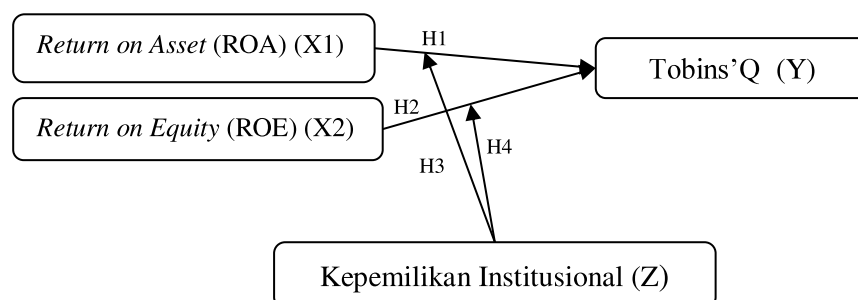 Return on Asset (ROA) (X1)
H1
Tobins'Q (Y)
Return on Equity (ROE) (X2)
H2
H4
H3
Kepemilikan Institusional (Z)